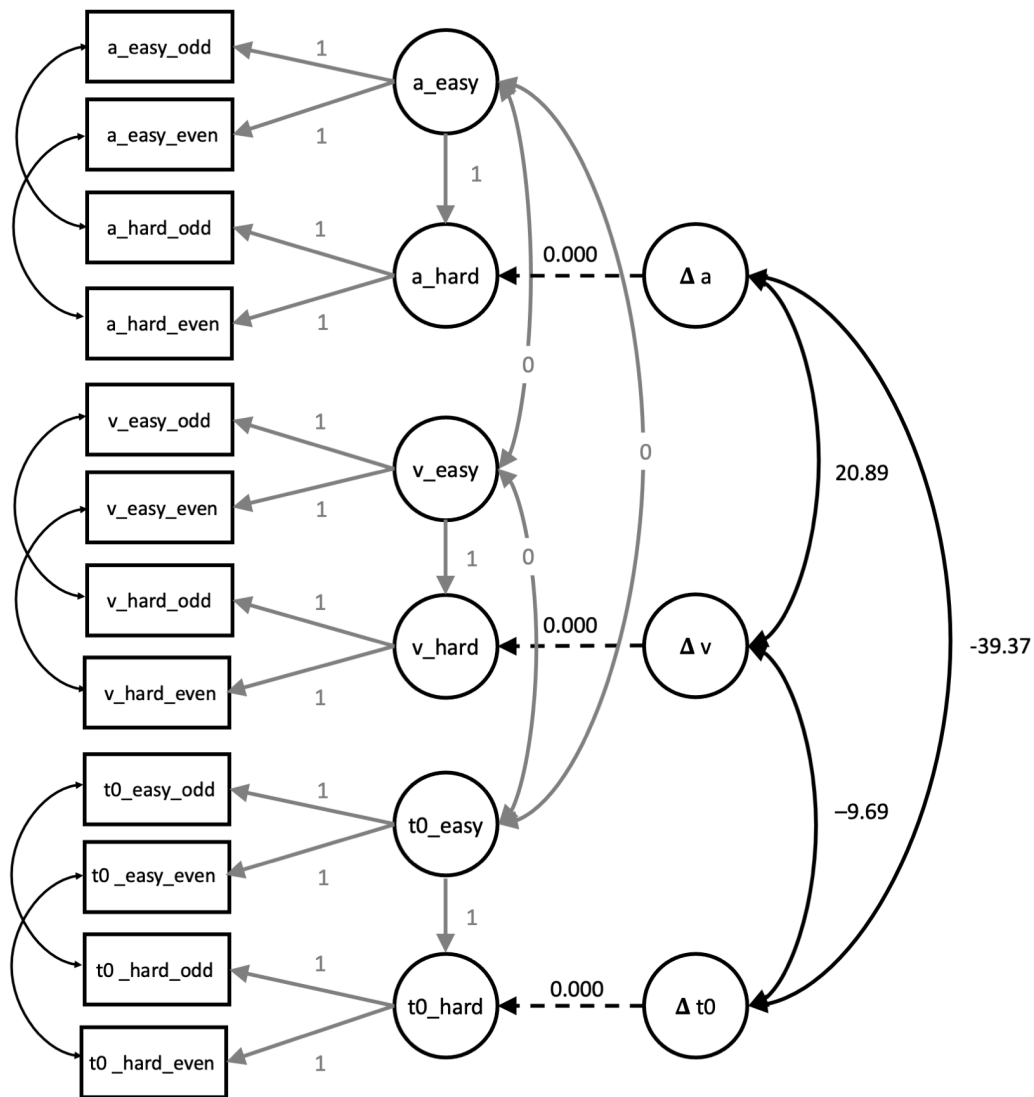 a_easy_odd
1
a_easy
a_easy_even
1
1
a_hard_odd
1
0.000
a_hard
Δ a
a_hard_even
1
0
v_easy_odd
1
0
v_easy
20.89
v_easy_even
1
1
0
v_hard_odd
1
0.000
v_hard
Δ v
-39.37
v_hard_even
1
t0_easy_odd
1
–9.69
t0_easy
t0 _easy_even
1
1
t0 _hard_odd
1
0.000
t0_hard
Δ t0
t0 _hard_even
1